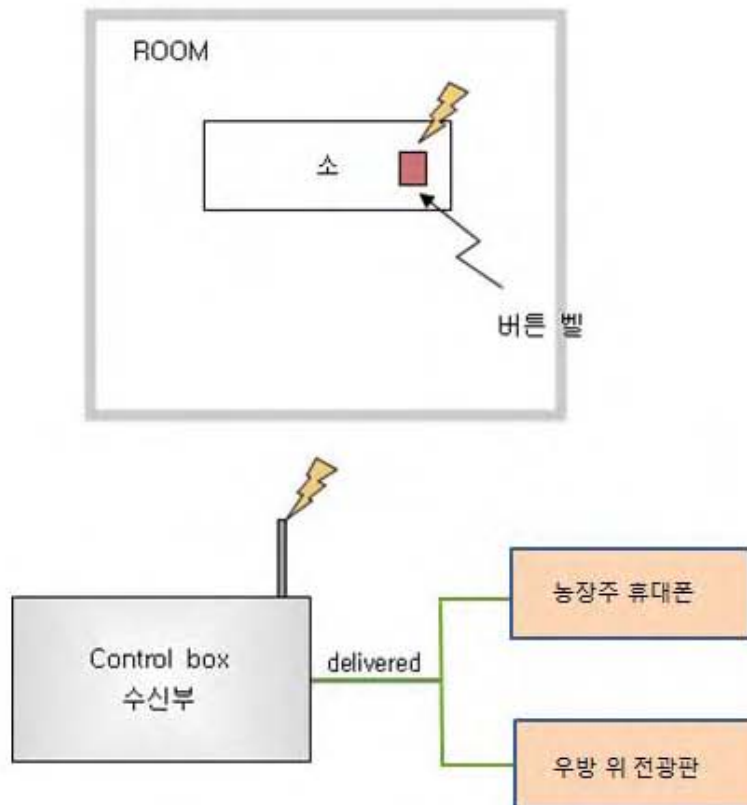 ROOM
소
버튼 벨
Control box
수신부
delivered
농장주 휴대폰
우방 위 전광판